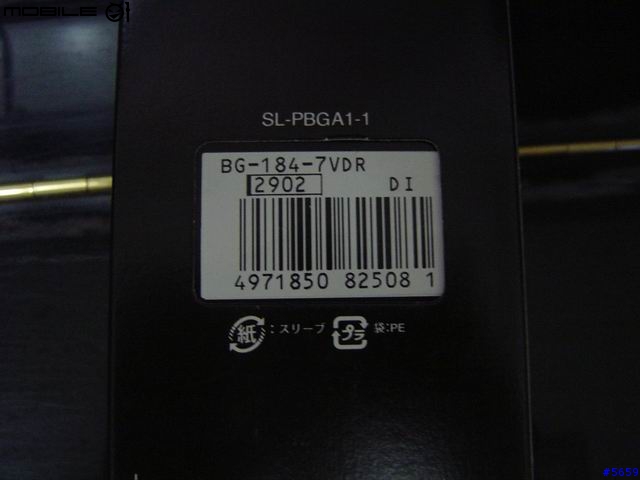 MOBILE 01
SL-PBGA1-1
BG-184-7VDR
2902 DI
4971850 82508 1
紙 :スリーブ プラ 袋:PE
#5659